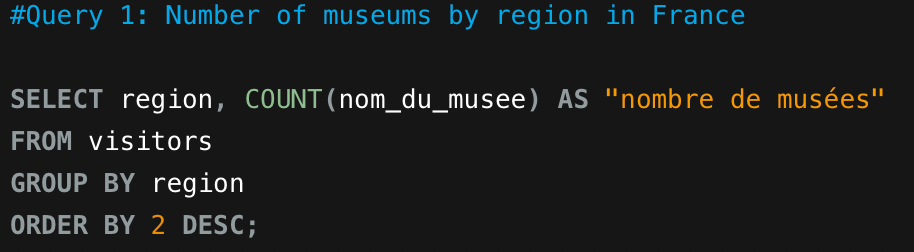 #Query 1: Number of museums by region in France
SELECT region, COUNT(nom_du_musee) AS "nombre de musées"
FROM visitors
GROUP BY region
ORDER BY 2 DESC;